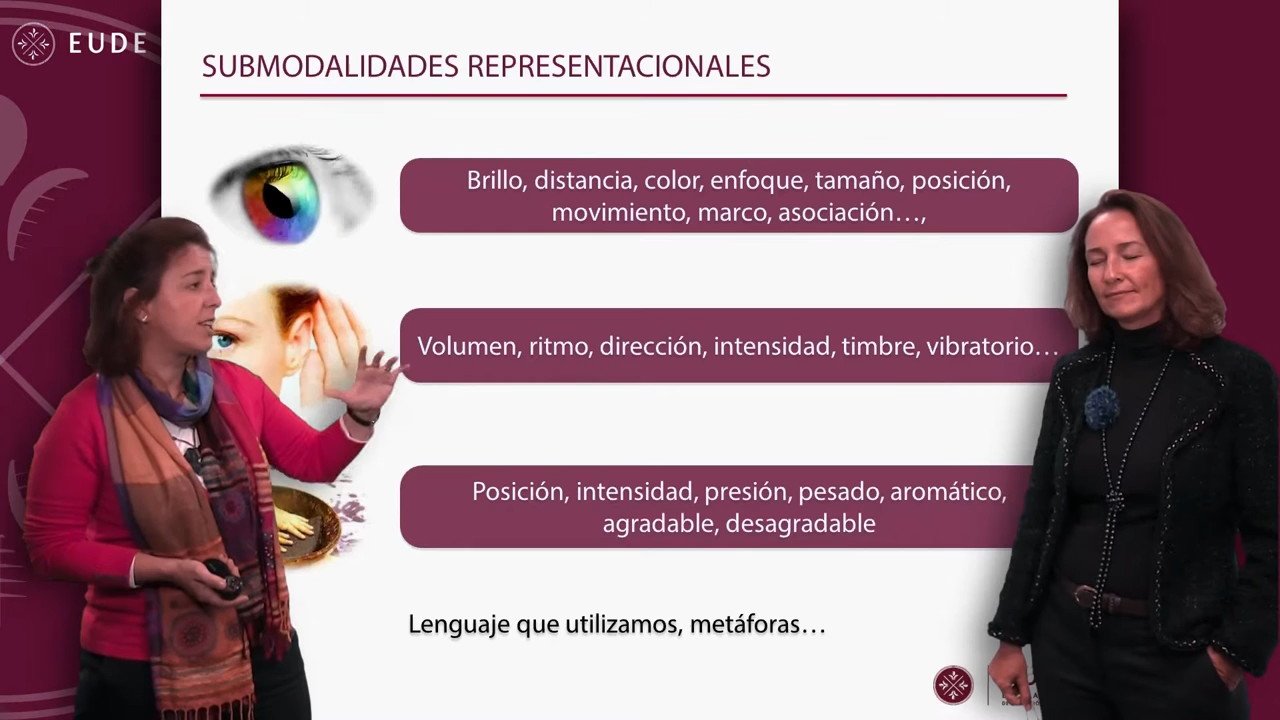 EUDE
SUBMODALIDADES REPRESENTACIONALES
Brillo, distancia, color, enfoque, tamaño, posición,
movimiento, marco, asociación…,
Volumen, ritmo, dirección, intensidad, timbre, vibratorio…
Posición, intensidad, presión, pesado, aromático,
agradable, desagradable
Lenguaje que utilizamos, metáforas…